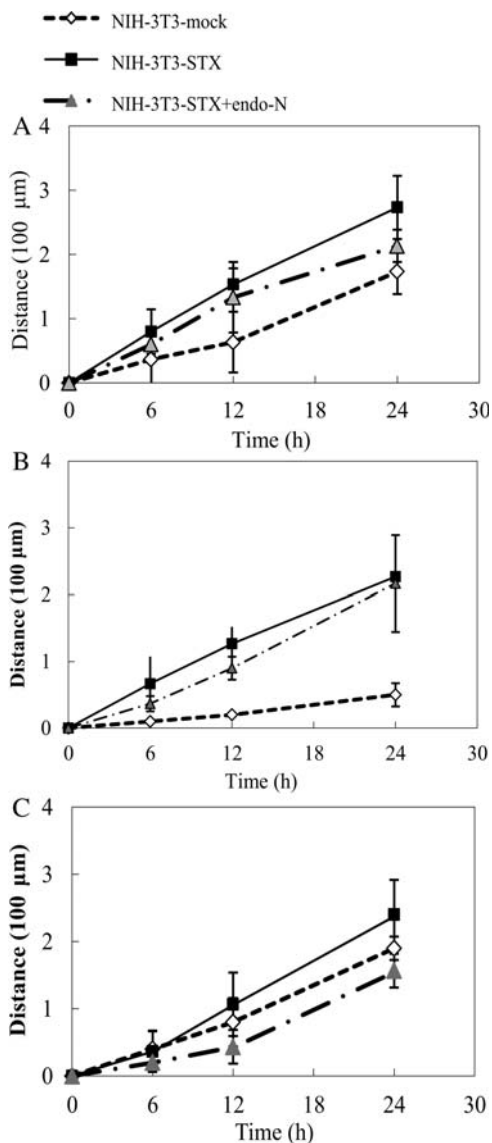 NIH-3T3-mock
NIH-3T3-STX
NIH-3T3-STX+endo-N
A
4
3
2
1
0
Distance (100 µm)
0 6 12 18 24 30
Time (h)
B
4
3
2
1
0
Distance (100 µm)
0 6 12 18 24 30
Time (h)
C
4
3
2
1
0
Distance (100 µm)
0 6 12 18 24 30
Time (h)